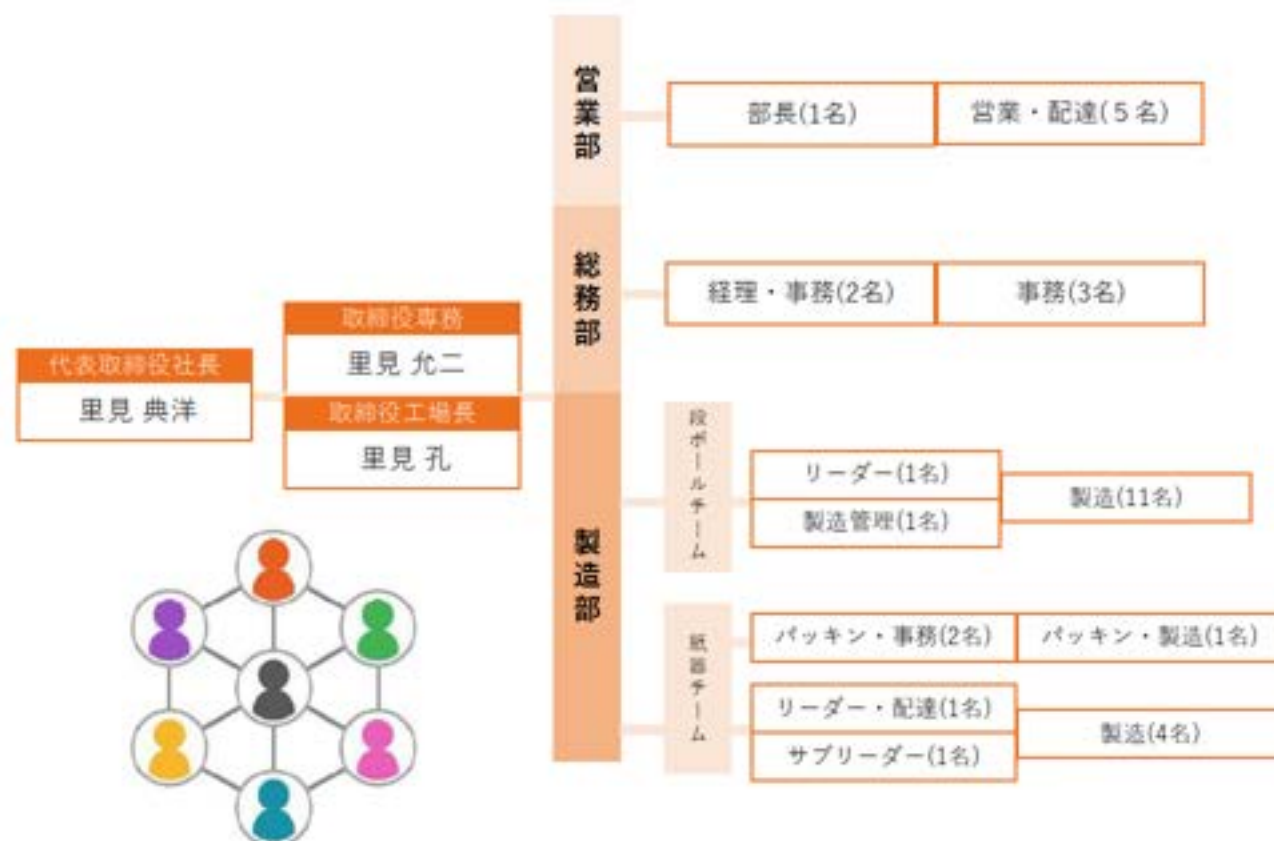 代表取締役社長
里見 典洋
取締役専務
里見 允二
取締役工場長
里見 孔
営業部
部長(1名)
営業・配達(５名)
総務部
経理・事務(2名)
事務(3名)
製造部
段ボールチーム
リーダー(1名)
製造管理(1名)
製造(11名)
紙器チーム
パッキン・事務(2名)
パッキン・製造(1名)
リーダー・配達(1名)
サブリーダー(1名)
製造(4名)